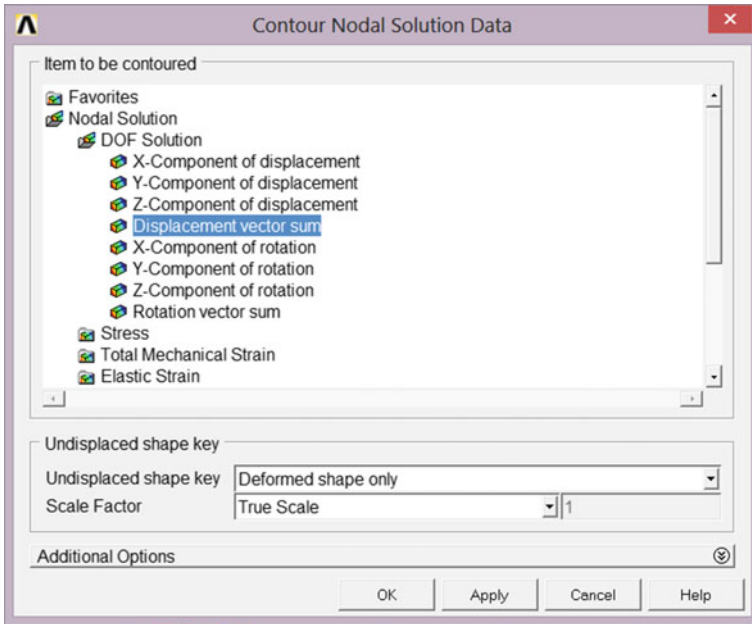 Contour Nodal Solution Data
Item to be contoured
Favorites
Nodal Solution
DOF Solution
X-Component of displacement
Y-Component of displacement
Z-Component of displacement
Displacement vector sum
X-Component of rotation
Y-Component of rotation
Z-Component of rotation
Rotation vector sum
Stress
Total Mechanical Strain
Elastic Strain
Undisplaced shape key
Undisplaced shape key Deformed shape only
Scale Factor True Scale 1
Additional Options
OK Apply Cancel Help